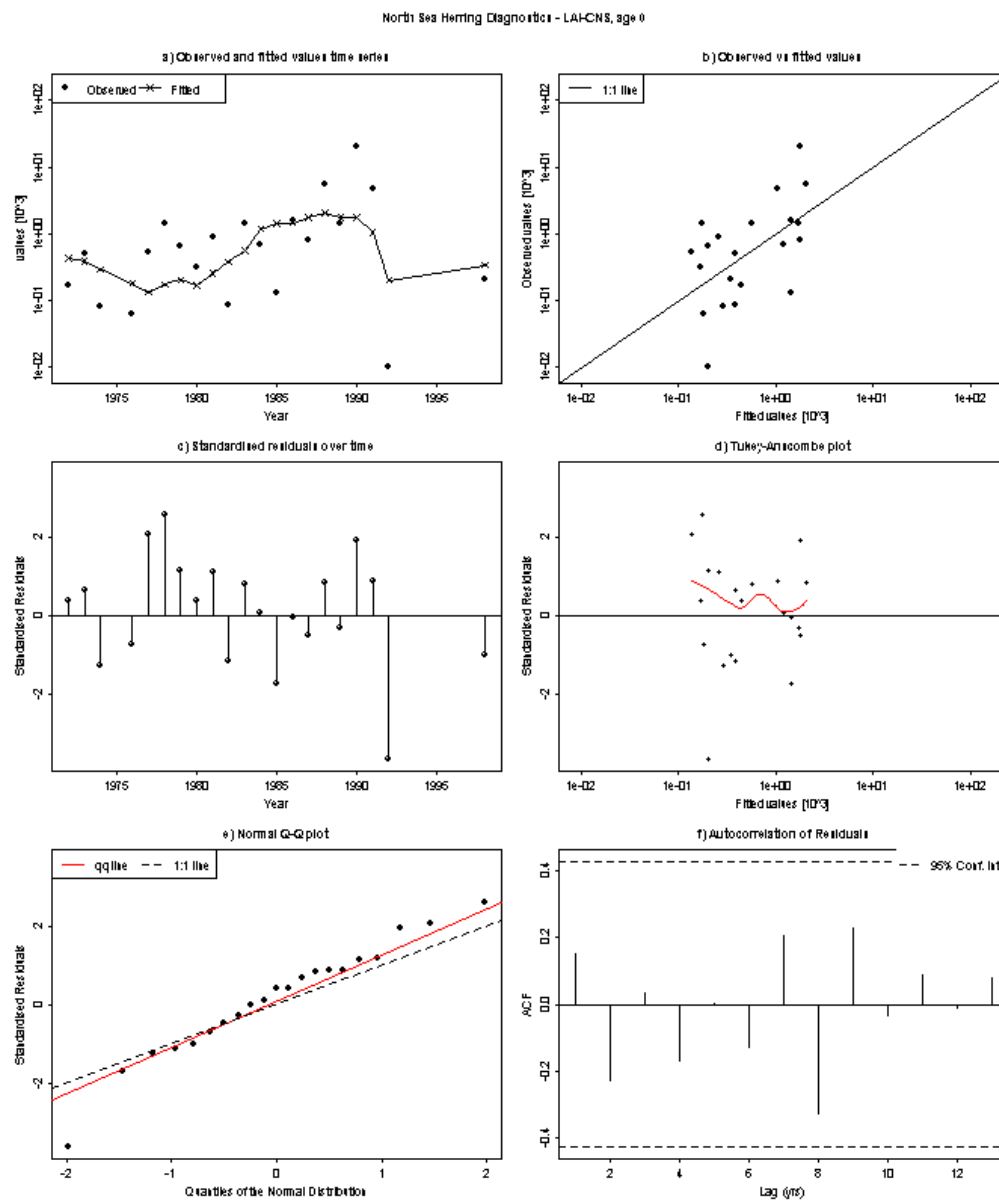 North Sea Herring Diagnostics - LAI-CNS, age 0
a) Observed and fitted values time series
Observed Fitted
values [10^3]
1e+02
1e+01
1e+00
1e-01
1e-02
1975 1980 1985 1990 1995
Year
b) Observed vs fitted values
1:1 line
Observed values [10^3]
1e+02
1e+01
1e+00
1e-01
1e-02
1e-02 1e-01 1e+00 1e+01 1e+02
Fitted values [10^3]
c) Standardised residuals over time
Standardised Residuals
2
0
-2
1975 1980 1985 1990 1995
Year
d) Tukey-Anscombe plot
Standardised Residuals
2
0
-2
1e-02 1e-01 1e+00 1e+01 1e+02
Fitted values [10^3]
e) Normal Q-Q plot
qq line 1:1 line
Standardised Residuals
2
0
-2
-2 -1 0 1 2
Quantiles of the Normal Distribution
f) Autocorrelation of Residuals
95% Conf. Int
ACF
0.4
0.2
0.0
-0.2
-0.4
2 4 6 8 10 12
Lag (yrs)